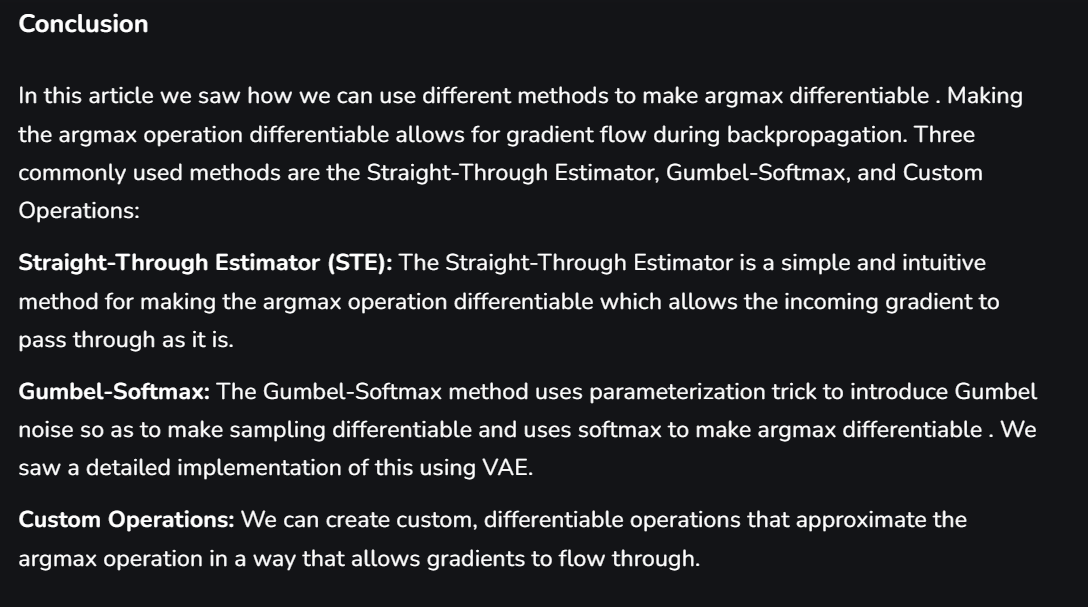 Conclusion
In this article we saw how we can use different methods to make argmax differentiable . Making
the argmax operation differentiable allows for gradient flow during backpropagation. Three
commonly used methods are the Straight-Through Estimator, Gumbel-Softmax, and Custom
Operations:
Straight-Through Estimator (STE): The Straight-Through Estimator is a simple and intuitive
method for making the argmax operation differentiable which allows the incoming gradient to
pass through as it is.
Gumbel-Softmax: The Gumbel-Softmax method uses parameterization trick to introduce Gumbel
noise so as to make sampling differentiable and uses softmax to make argmax differentiable . We
saw a detailed implementation of this using VAE.
Custom Operations: We can create custom, differentiable operations that approximate the
argmax operation in a way that allows gradients to flow through.